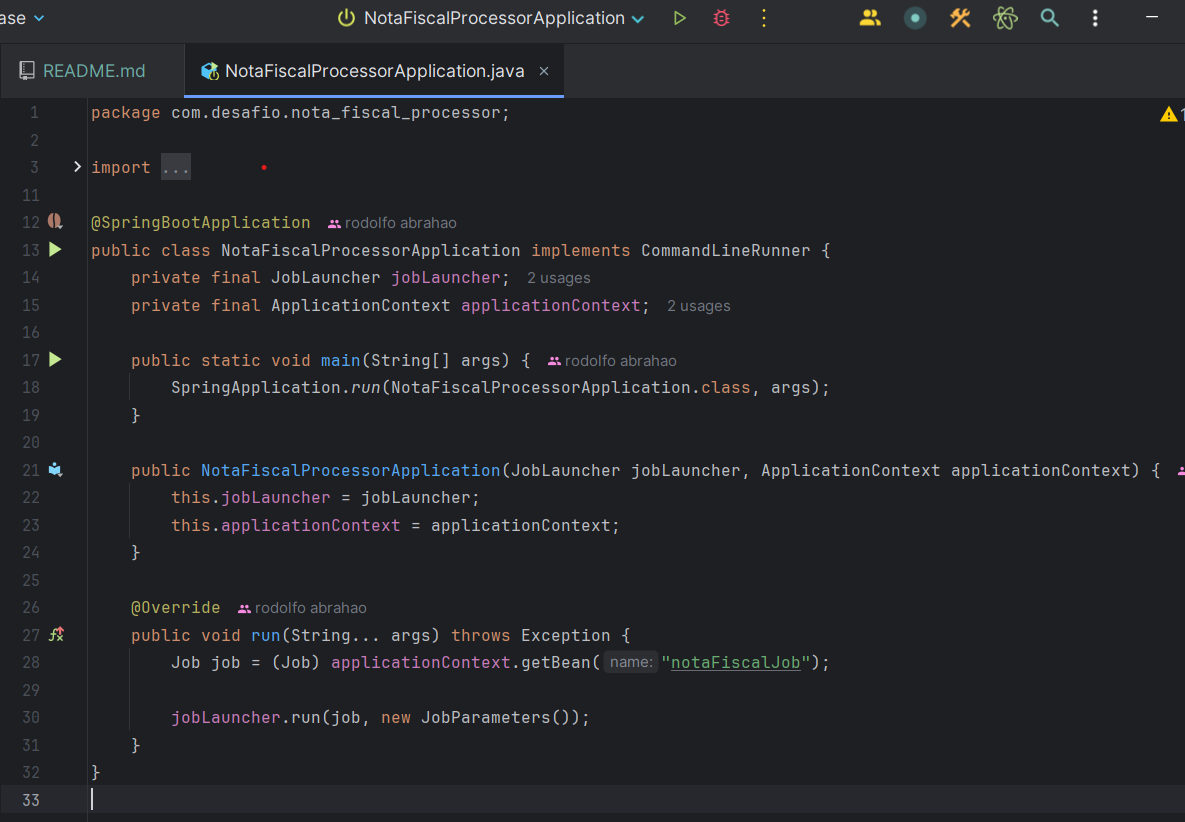 ase
NotaFiscalProcessorApplication
README.md
NotaFiscalProcessorApplication.java
1 package com.desafio.nota_fiscal_processor;
2
3 import ...
11
12 @SpringBootApplication rodolfo abrahao
13 public class NotaFiscalProcessorApplication implements CommandLineRunner {
14 private final JobLauncher jobLauncher; 2 usages
15 private final ApplicationContext applicationContext; 2 usages
16
17 public static void main(String[] args) { rodolfo abrahao
18 SpringApplication.run(NotaFiscalProcessorApplication.class, args);
19 }
20
21 public NotaFiscalProcessorApplication(JobLauncher jobLauncher, ApplicationContext applicationContext) {
22 this.jobLauncher = jobLauncher;
23 this.applicationContext = applicationContext;
24 }
25
26 @Override rodolfo abrahao
27 public void run(String... args) throws Exception {
28 Job job = (Job) applicationContext.getBean( name: "notaFiscalJob");
29
30 jobLauncher.run(job, new JobParameters());
31 }
32 }
33